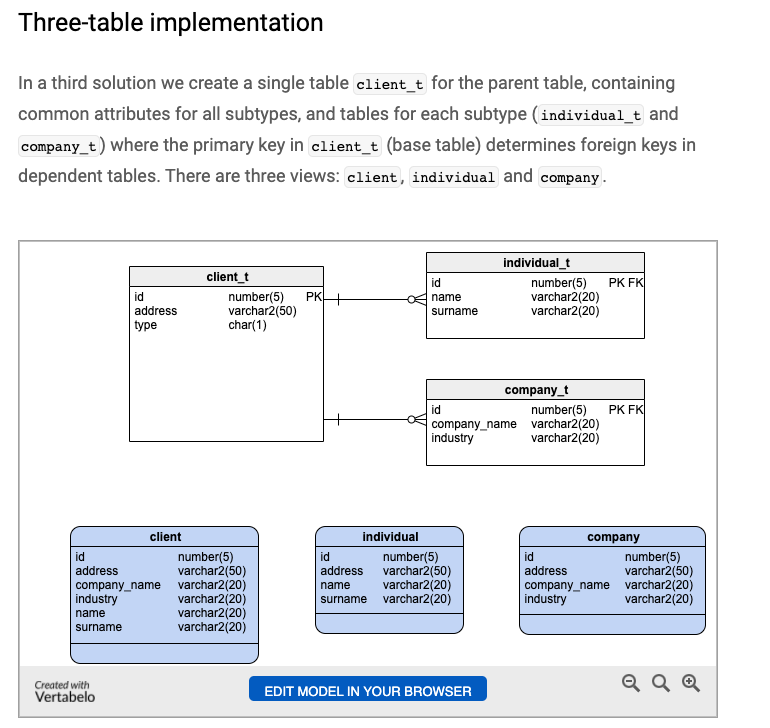 Three-table implementation
In a third solution we create a single table client_t for the parent table, containing
common attributes for all subtypes, and tables for each subtype (individual_t and
company_t) where the primary key in client_t (base table) determines foreign keys in
dependent tables. There are three views: client, individual and company.
client_t
id number(5) PK
address varchar2(50)
type char(1)
individual_t
id number(5) PK FK
name varchar2(20)
surname varchar2(20)
company_t
id number(5) PK FK
company_name varchar2(20)
industry varchar2(20)
client
id number(5)
address varchar2(50)
company_name varchar2(20)
industry varchar2(20)
name varchar2(20)
surname varchar2(20)
individual
id number(5)
address varchar2(50)
name varchar2(20)
surname varchar2(20)
company
id number(5)
address varchar2(50)
company_name varchar2(20)
industry varchar2(20)
Created with
Vertabelo
EDIT MODEL IN YOUR BROWSER